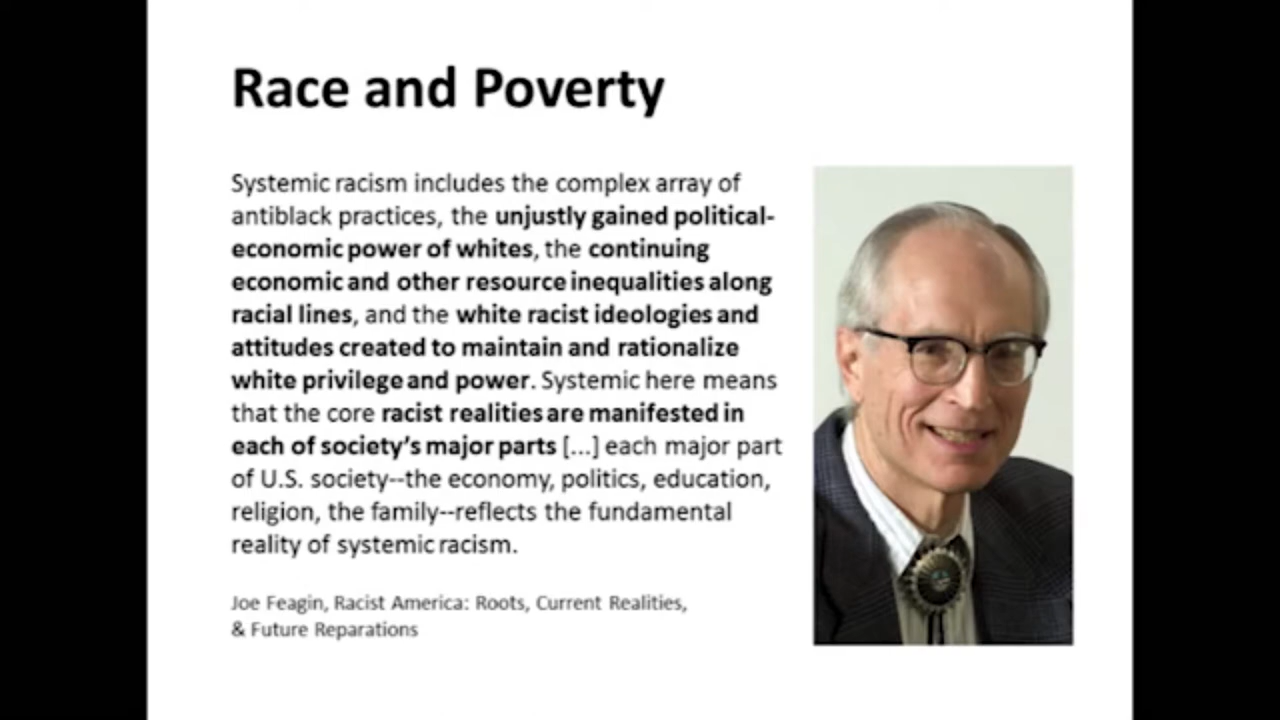 Race and Poverty
Systemic racism includes the complex array of
antiblack practices, the unjustly gained political-
economic power of whites, the continuing
economic and other resource inequalities along
racial lines, and the white racist ideologies and
attitudes created to maintain and rationalize
white privilege and power. Systemic here means
that the core racist realities are manifested in
each of society's major parts [...] each major part
of U.S. society--the economy, politics, education,
religion, the family--reflects the fundamental
reality of systemic racism.
Joe Feagin, Racist America: Roots, Current Realities,
& Future Reparations